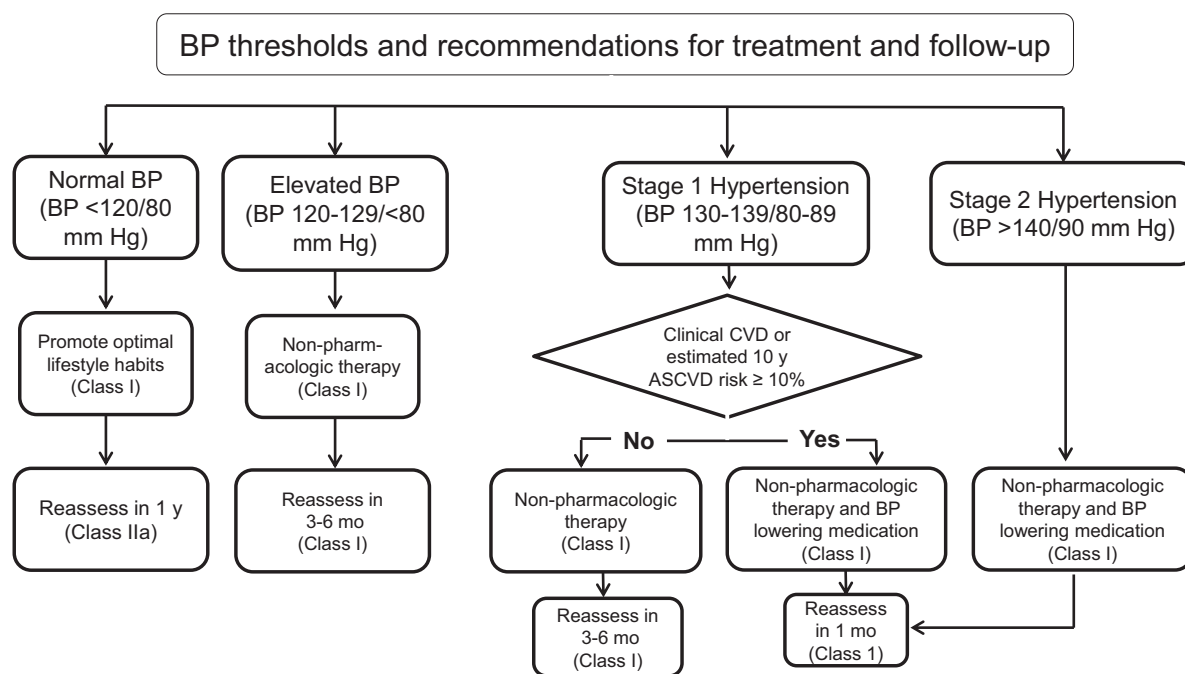 BP thresholds and recommendations for treatment and follow-up
Normal BP
(BP <120/80
mm Hg)
Elevated BP
(BP 120-129/<80
mm Hg)
Stage 1 Hypertension
(BP 130-139/80-89
mm Hg)
Stage 2 Hypertension
(BP >140/90 mm Hg)
Promote optimal
lifestyle habits
(Class I)
Non-pharm-
acologic therapy
(Class I)
Clinical CVD or
estimated 10 y
ASCVD risk ≥ 10%
No
Yes
Reassess in 1 y
(Class IIa)
Reassess in
3-6 mo
(Class I)
Non-pharmacologic
therapy
(Class I)
Non-pharmacologic
therapy and BP
lowering medication
(Class I)
Non-pharmacologic
therapy and BP
lowering medication
(Class I)
Reassess in
3-6 mo
(Class I)
Reassess
in 1 mo
(Class 1)